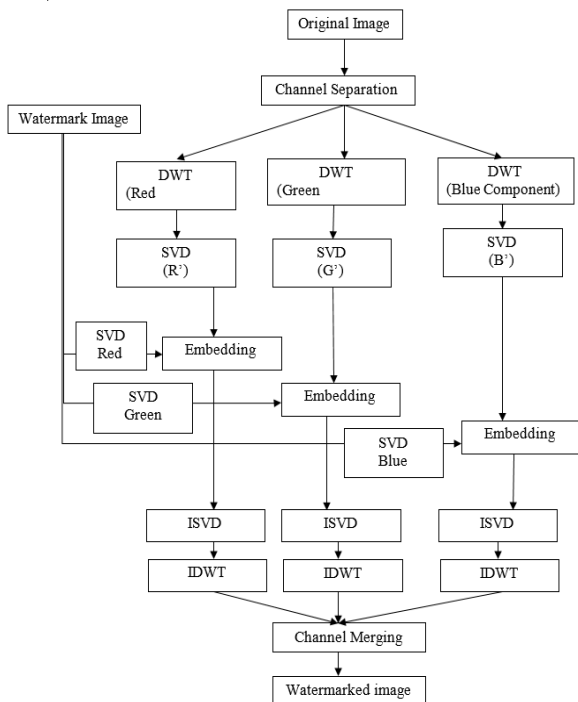 Original Image
Channel Separation
Watermark Image
DWT
(Red
DWT
(Green
DWT
(Blue Component)
SVD
(R’)
SVD
(G’)
SVD
(B’)
SVD
Red
Embedding
SVD
Green
Embedding
SVD
Blue
Embedding
ISVD
ISVD
ISVD
IDWT
IDWT
IDWT
Channel Merging
Watermarked image